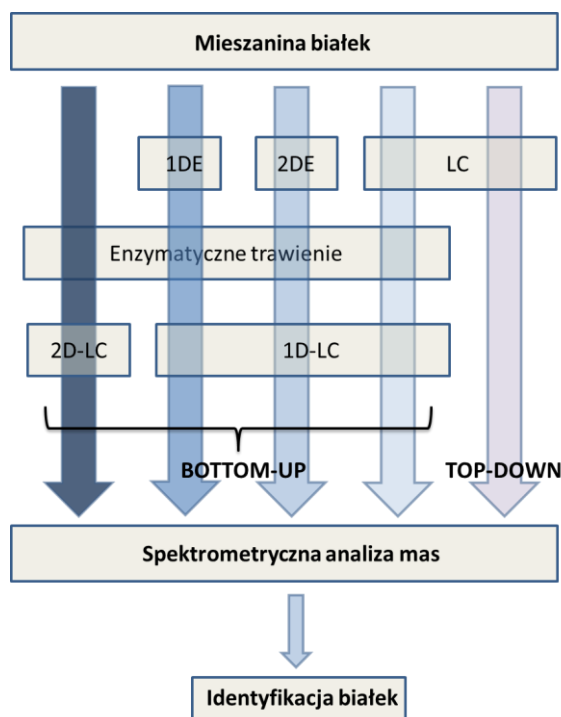 Mieszanina białek
1DE
2DE
LC
Enzymatyczne trawienie
2D-LC
1D-LC
BOTTOM-UP
TOP-DOWN
Spektrometryczna analiza mas
Identyfikacja białek